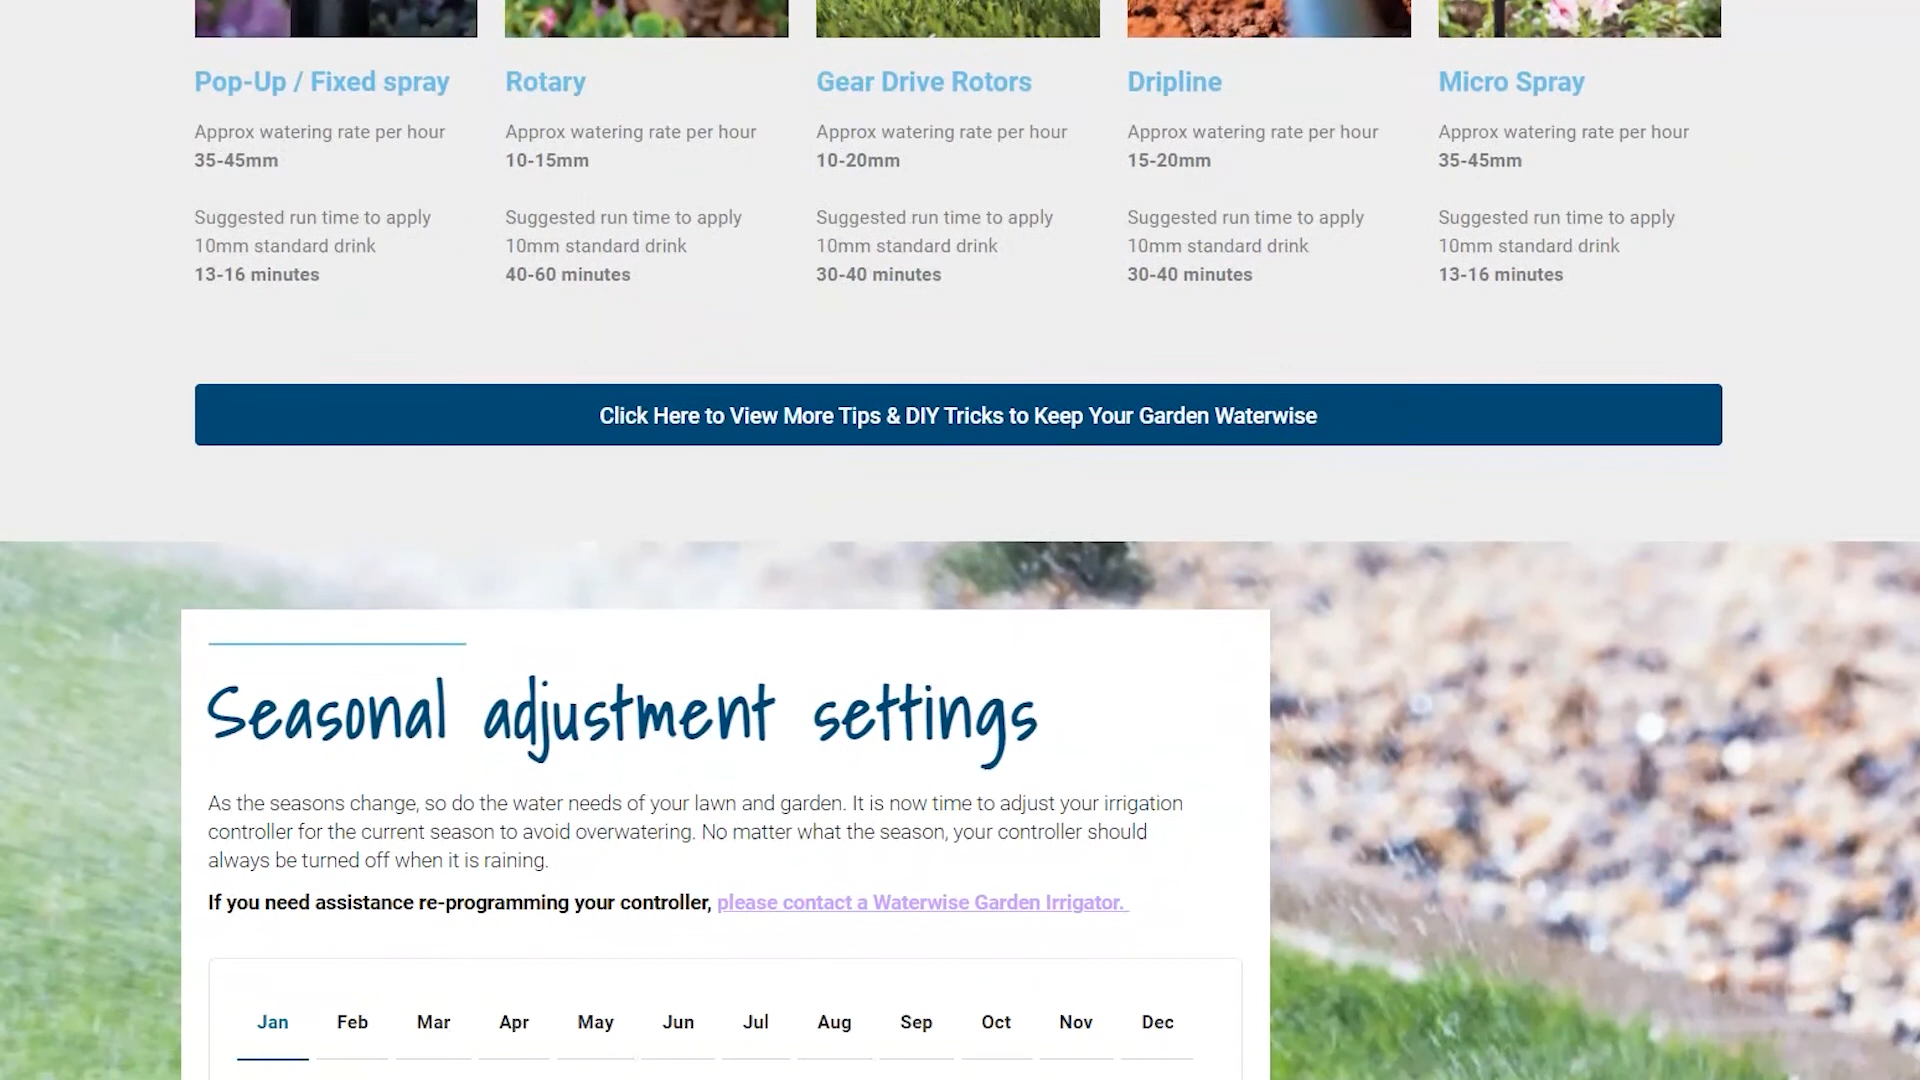 Pop-Up / Fixed spray
Approx watering rate per hour
35-45mm
Suggested run time to apply
10mm standard drink
13-16 minutes
Rotary
Approx watering rate per hour
10-15mm
Suggested run time to apply
10mm standard drink
40-60 minutes
Gear Drive Rotors
Approx watering rate per hour
10-20mm
Suggested run time to apply
10mm standard drink
30-40 minutes
Dripline
Approx watering rate per hour
15-20mm
Suggested run time to apply
10mm standard drink
30-40 minutes
Micro Spray
Approx watering rate per hour
35-45mm
Suggested run time to apply
10mm standard drink
13-16 minutes
Click Here to View More Tips & DIY Tricks to Keep Your Garden Waterwise
Seasonal adjustment settings
As the seasons change, so do the water needs of your lawn and garden. It is now time to adjust your irrigation
controller for the current season to avoid overwatering. No matter what the season, your controller should
always be turned off when it is raining.
If you need assistance re-programming your controller, please contact a Waterwise Garden Irrigator.
Jan Feb Mar Apr May Jun Jul Aug Sep Oct Nov Dec